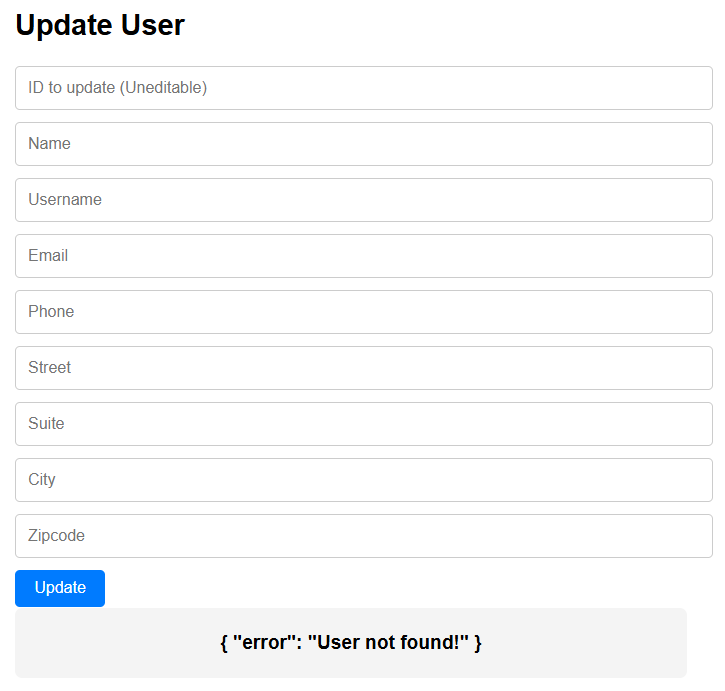 Update User
ID to update (Uneditable)
Name
Username
Email
Phone
Street
Suite
City
Zipcode
Update
{ "error": "User not found!" }